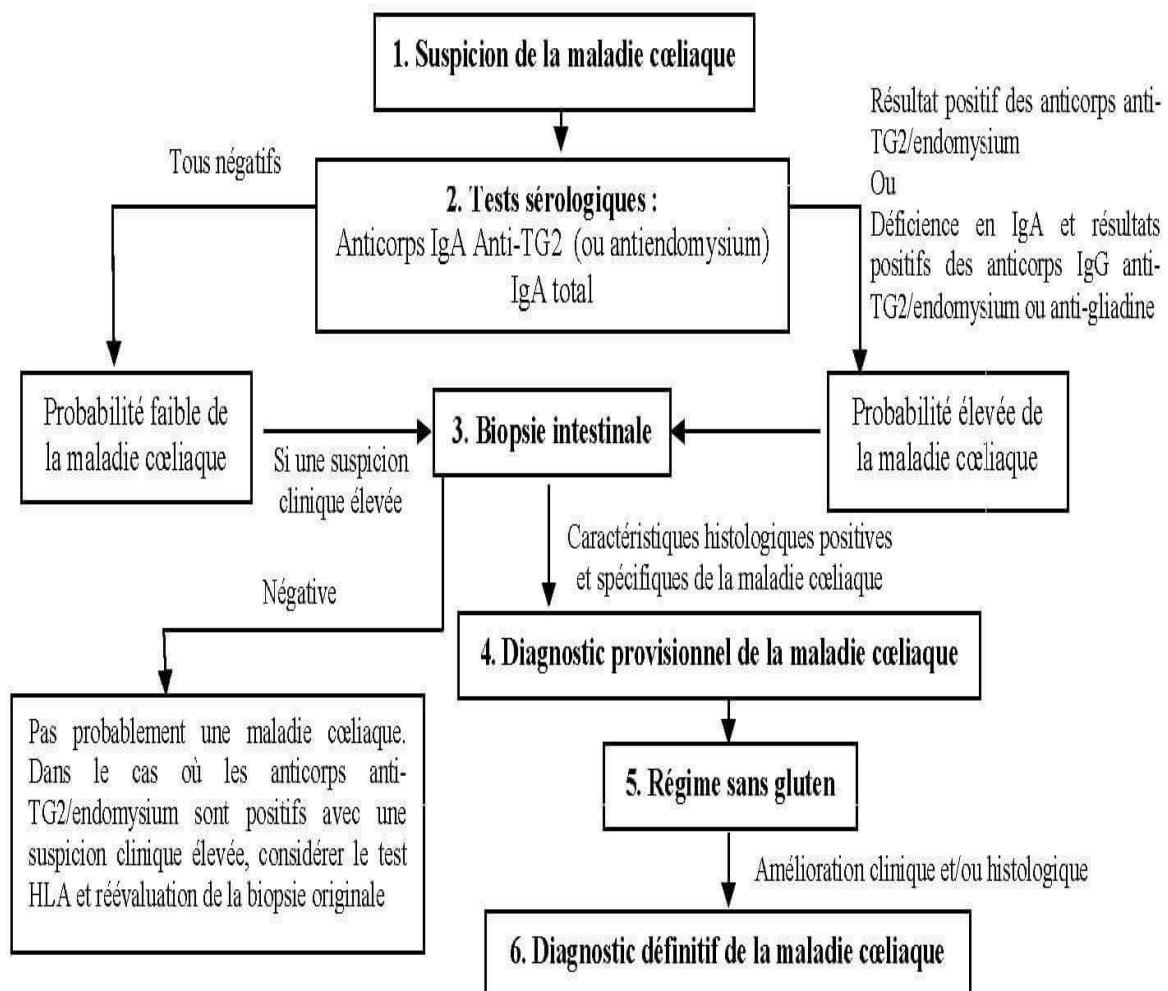 1. Suspicion de la maladie cœliaque
Résultat positif des anticorps anti-
TG2/endomysium
Ou
Déficience en IgA et résultats
positifs des anticorps IgG anti-
TG2/endomysium ou anti-gliadine
Tous négatifs
2. Tests sérologiques :
Anticorps IgA Anti-TG2 (ou antiendomysium)
IgA total
Probabilité faible de
la maladie cœliaque
Si une suspicion
clinique élevée
3. Biopsie intestinale
Probabilité élevée de
la maladie cœliaque
Caractéristiques histologiques positives
et spécifiques de la maladie cœliaque
Négative
4. Diagnostic provisionnel de la maladie cœliaque
Pas probablement une maladie cœliaque.
Dans le cas où les anticorps anti-
TG2/endomysium sont positifs avec une
suspicion clinique élevée, considérer le test
HLA et réévaluation de la biopsie originale
5. Régime sans gluten
Amélioration clinique et/ou histologique
6. Diagnostic définitif de la maladie cœliaque